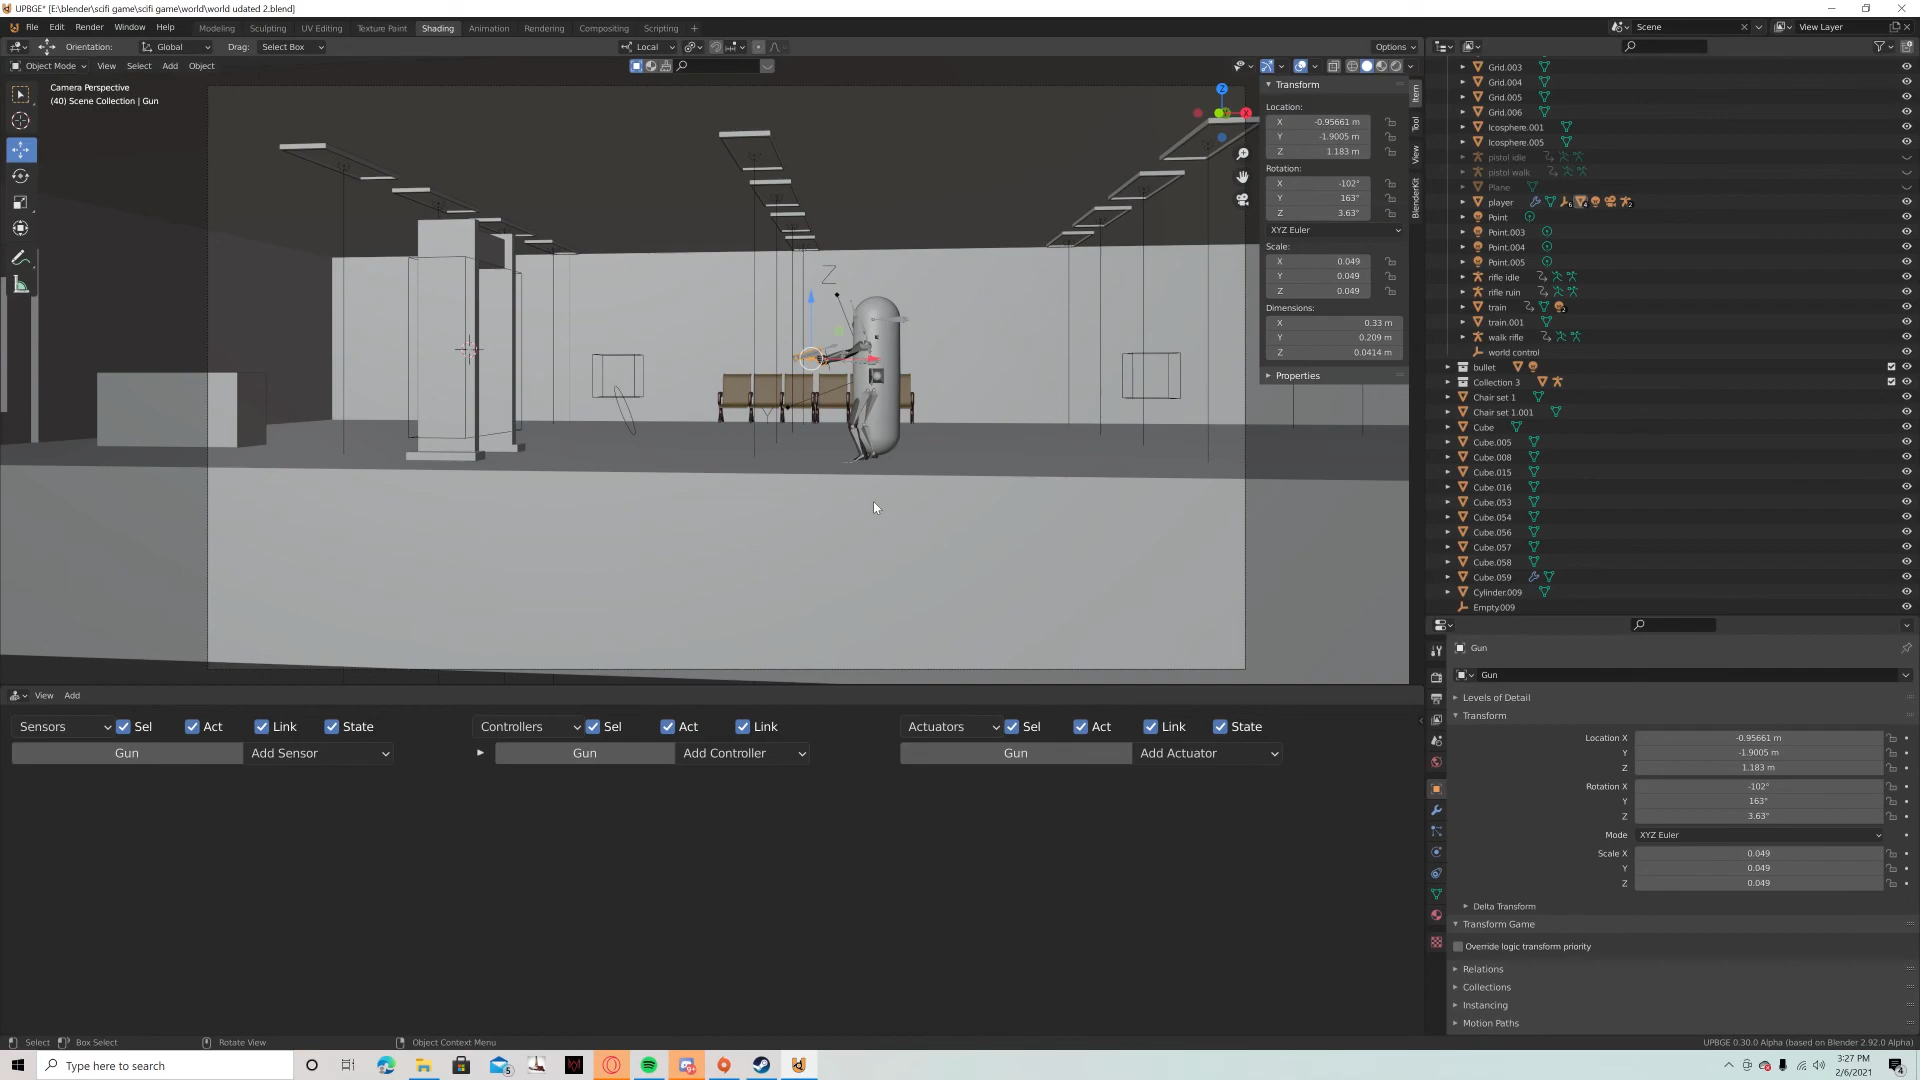 UPBGE* [E:\blender\scifi game\scifi game\world\world udated 2.blend]
File Edit Render Window Help
Modeling Sculpting UV Editing Texture Paint Shading Animation Rendering Compositing Scripting +
Scene
View Layer
Orientation: Global Drag: Select Box
Local
Options
Object Mode View Select Add Object
Camera Perspective
(40) Scene Collection | Gun
Z
X
Z
Y
Transform
Location:
X -0.95661 m
Y -1.9005 m
Z 1.183 m
Rotation:
X -102°
Y 163°
Z 3.63°
XYZ Euler
Scale:
X 0.049
Y 0.049
Z 0.049
Dimensions:
X 0.33 m
Y 0.209 m
Z 0.0414 m
Properties
Item
Tool
View
BlenderKit
Grid.003
Grid.004
Grid.005
Grid.006
Icosphere.001
Icosphere.005
pistol idle
pistol walk
Plane
player 6 4 2
Point
Point.003
Point.004
Point.005
rifle idle
rifle ruin
train 2
train.001
walk rifle
world control
bullet
Collection 3
Chair set 1
Chair set 1.001
Cube
Cube.005
Cube.008
Cube.015
Cube.016
Cube.053
Cube.054
Cube.056
Cube.057
Cube.058
Cube.059
Cylinder.009
Empty.009
Gun
Gun
Levels of Detail
Transform
Location X -0.95661 m
Y -1.9005 m
Z 1.183 m
Rotation X -102°
Y 163°
Z 3.63°
Mode XYZ Euler
Scale X 0.049
Y 0.049
Z 0.049
Delta Transform
Transform Game
Override logic transform priority
Relations
Collections
Instancing
Motion Paths
View Add
Sensors Sel Act Link State
Gun Add Sensor
Controllers Sel Act Link
Gun Add Controller
Actuators Sel Act Link State
Gun Add Actuator
Select Box Select Rotate View Object Context Menu
UPBGE 0.30.0 Alpha (based on Blender 2.92.0 Alpha)
Type here to search
5
9+
3:27 PM
2/6/2021
4